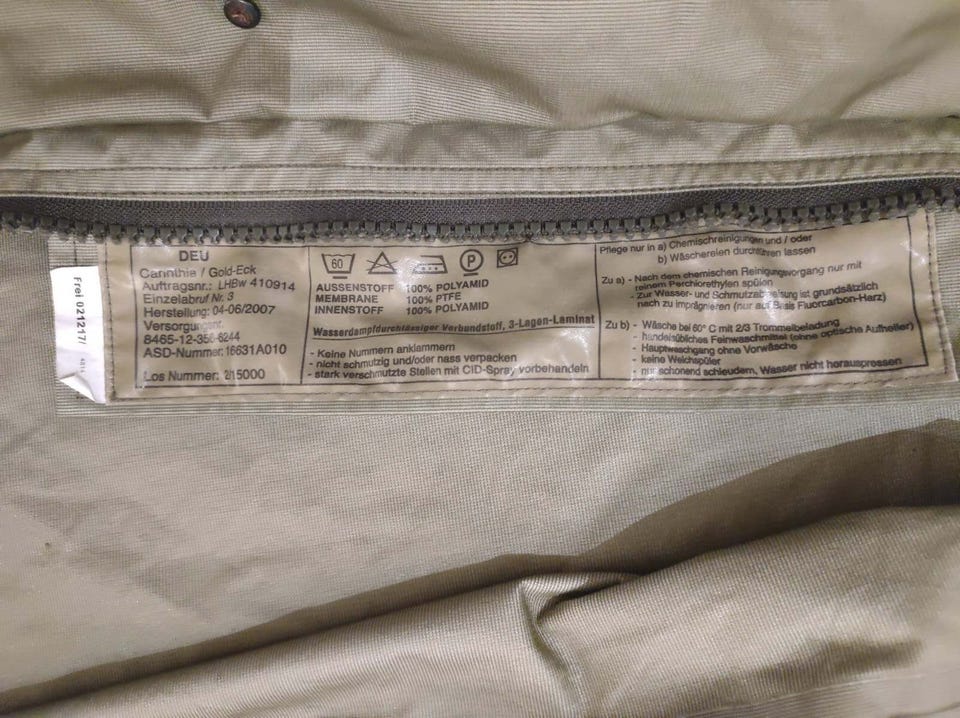 Frei 021217/
DEU
Carinthia / Gold-Eck
Auftragsnr.: LHBw 410914
Einzelabruf Nr. 3
Herstellung: 04-06/2007
Versorgungsnr.
8465-12-356-6244
ASD-Nummer: 16631A010
Los Nummer: 215000
60 P
AUSSENSTOFF 100% POLYAMID
MEMBRANE 100% PTFE
INNENSTOFF 100% POLYAMID
Wasserdampfdurchlässiger Verbundstoff, 3-Lagen-Laminat
- Keine Nummern anklammern
- nicht schmutzig und/oder nass verpacken
- stark verschmutzte Stellen mit CID-Spray vorbehandeln
Pflege nur in a) Chemischreinigungen und / oder
b) Wäschereien durchführen lassen
Zu a) - Nach dem chemischen Reinigungsvorgang nur mit
reinem Perchlorethylen spülen
- Zur Wasser- und Schmutzabweisung ist grundsätzlich
nach zu imprägnieren (nur auf Basis Fluorcarbon-Harz)
Zu b) - Wäsche bei 60° C mit 2/3 Trommelbeladung
- handelsübliches Feinwaschmittel (ohne optische Aufheller)
- Hauptwaschgang ohne Vorwäsche
- keine Weichspüler
- nur schonend schleudern, Wasser nicht herauspressen